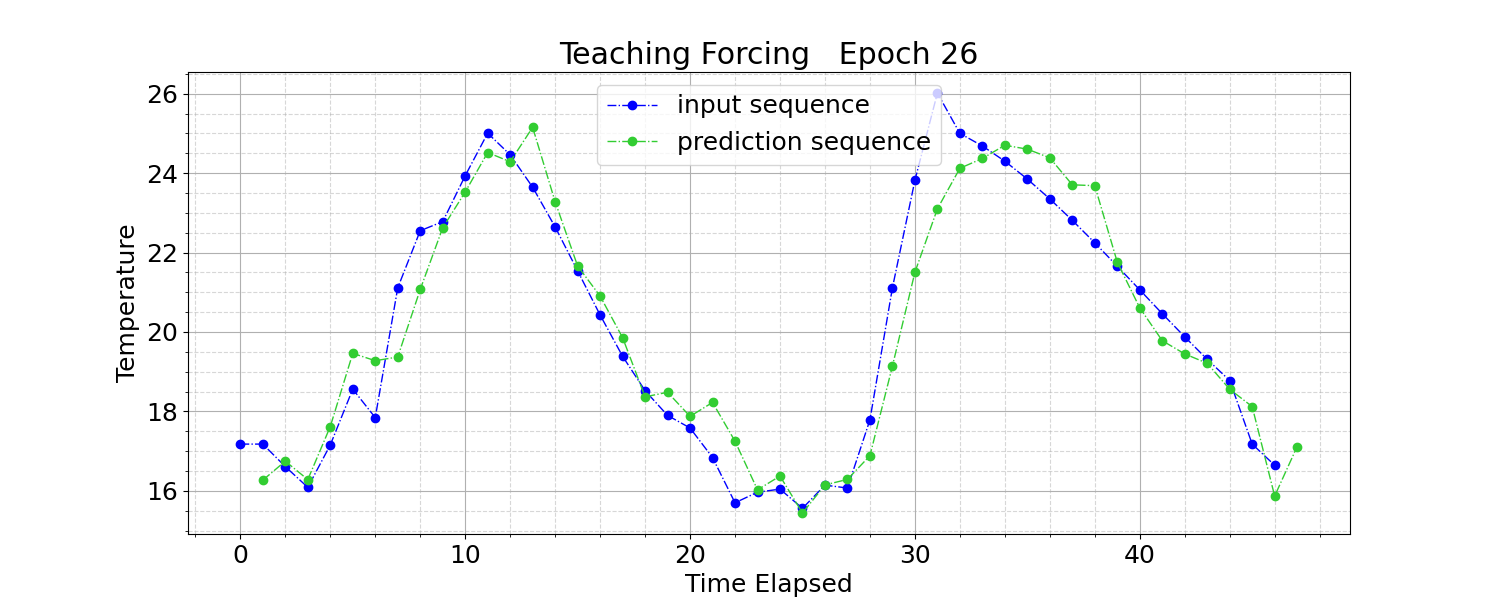 Teaching Forcing   Epoch 26
input sequence
prediction sequence
Temperature
26
24
22
20
18
16
0 10 20 30 40
Time Elapsed